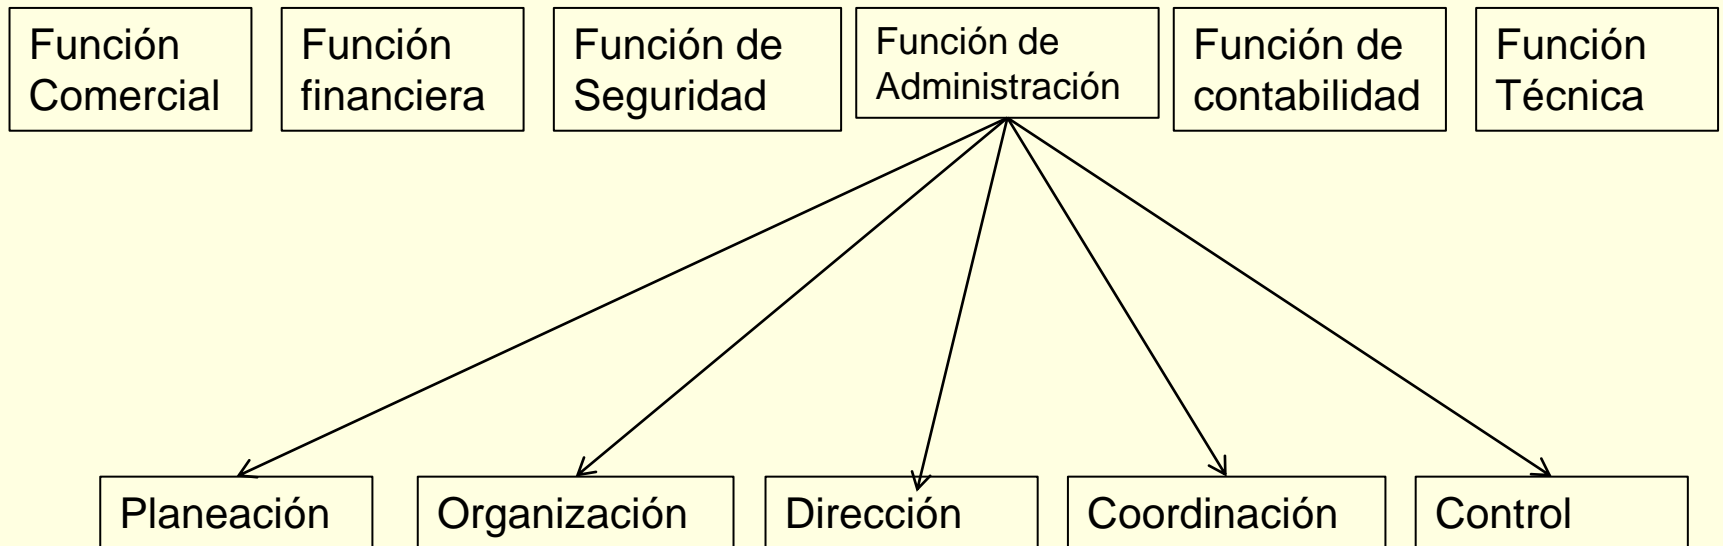 Función
Comercial
Función
financiera
Función de
Seguridad
Función de
Administración
Función de
contabilidad
Función
Técnica
Planeación
Organización
Dirección
Coordinación
Control